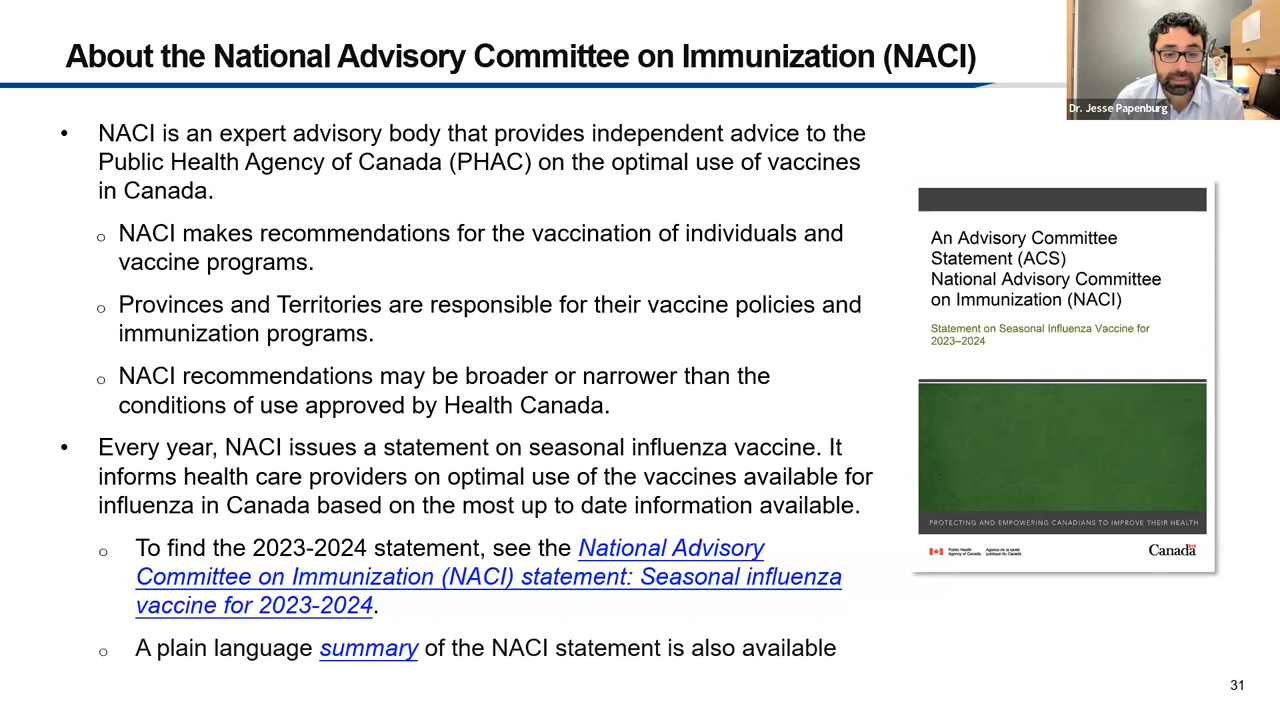 About the National Advisory Committee on Immunization (NACI)
Dr. Jesse Papenburg
• NACI is an expert advisory body that provides independent advice to the
Public Health Agency of Canada (PHAC) on the optimal use of vaccines
in Canada.
o NACI makes recommendations for the vaccination of individuals and
vaccine programs.
o Provinces and Territories are responsible for their vaccine policies and
immunization programs.
o NACI recommendations may be broader or narrower than the
conditions of use approved by Health Canada.
• Every year, NACI issues a statement on seasonal influenza vaccine. It
informs health care providers on optimal use of the vaccines available for
influenza in Canada based on the most up to date information available.
o To find the 2023-2024 statement, see the National Advisory
Committee on Immunization (NACI) statement: Seasonal influenza
vaccine for 2023-2024.
o A plain language summary of the NACI statement is also available
An Advisory Committee
Statement (ACS)
National Advisory Committee
on Immunization (NACI)
Statement on Seasonal Influenza Vaccine for
2023–2024
PROTECTING AND EMPOWERING CANADIANS TO IMPROVE THEIR HEALTH
Public Health Agence de la santé
Agency of Canada publique du Canada
Canada
31